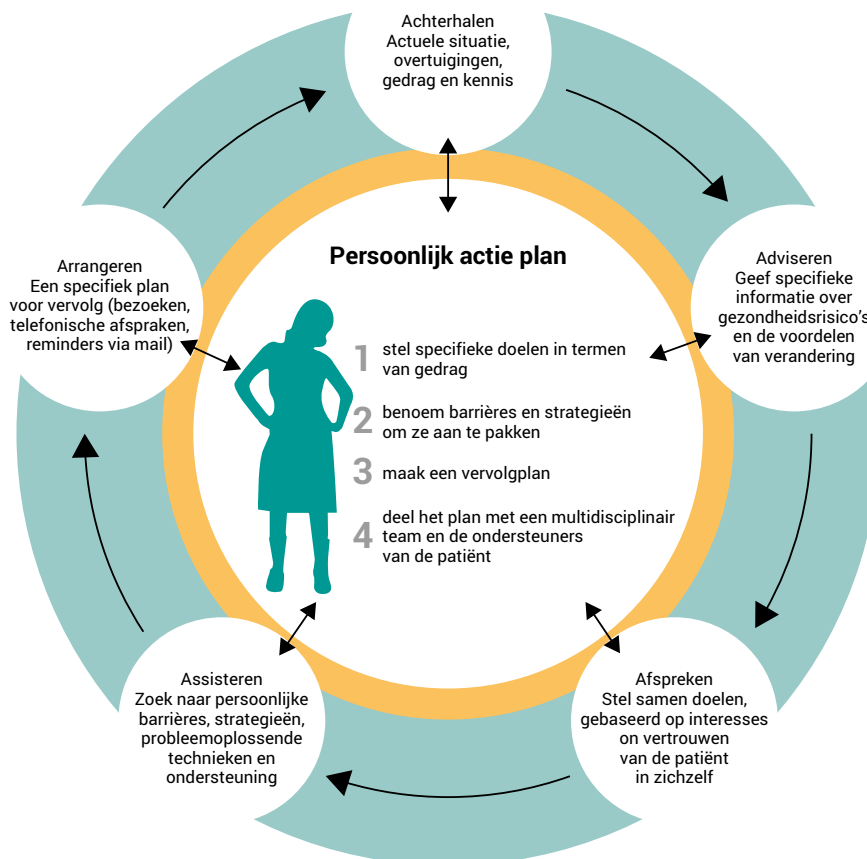 Achterhalen
Actuele situatie,
overtuigingen,
gedrag en kennis
Adviseren
Geef specifieke
informatie over
gezondheidsrisico's
en de voordelen
van verandering
Afspreken
Stel samen doelen,
gebaseerd op interesses
on vertrouwen
van de patiënt
in zichzelf
Assisteren
Zoek naar persoonlijke
barrières, strategieën,
probleemoplossende
technieken en
ondersteuning
Arrangeren
Een specifiek plan
voor vervolg (bezoeken,
telefonische afspraken,
reminders via mail)
Persoonlijk actie plan
1 stel specifieke doelen in termen
van gedrag
2 benoem barrières en strategieën
om ze aan te pakken
3 maak een vervolgplan
4 deel het plan met een multidisciplinair
team en de ondersteuners
van de patiënt